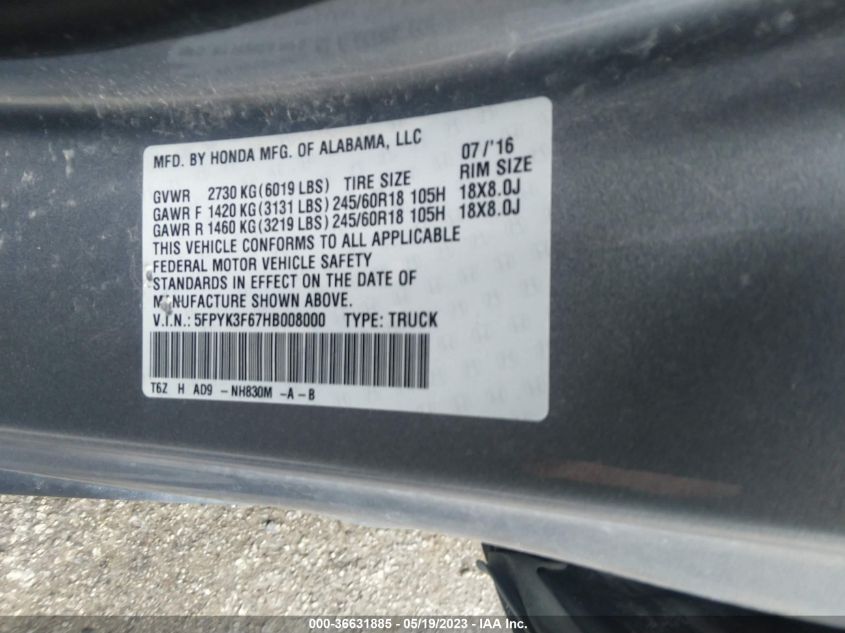 MFD. BY HONDA MFG. OF ALABAMA, LLC 07/'16
GVWR 2730 KG(6019 LBS) TIRE SIZE RIM SIZE
GAWR F 1420 KG(3131 LBS) 245/60R18 105H 18X8.0J
GAWR R 1460 KG(3219 LBS) 245/60R18 105H 18X8.0J
THIS VEHICLE CONFORMS TO ALL APPLICABLE
FEDERAL MOTOR VEHICLE SAFETY
STANDARDS IN EFFECT ON THE DATE OF
MANUFACTURE SHOWN ABOVE.
V.I.N.: 5FPYK3F67HB008000 TYPE: TRUCK
T6Z H AD9 -NH830M -A-B
000-36631885 - 05/19/2023 - IAA Inc.